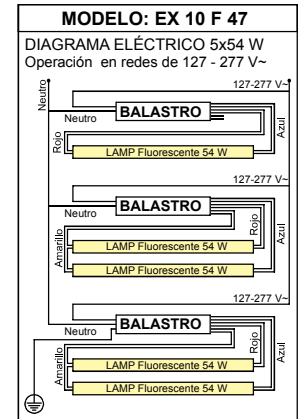 MODELO: EX 10 F 47
DIAGRAMA ELÉCTRICO 5x54 W
Operación en redes de 127 - 277 V~
Neutro
127-277 V~
Neutro
BALASTRO
Rojo
Azul
LAMP Fluorescente 54 W
127-277 V~
Neutro
BALASTRO
Amarillo
Rojo
Azul
LAMP Fluorescente 54 W
LAMP Fluorescente 54 W
127-277 V~
Neutro
BALASTRO
Amarillo
Rojo
Azul
LAMP Fluorescente 54 W
LAMP Fluorescente 54 W